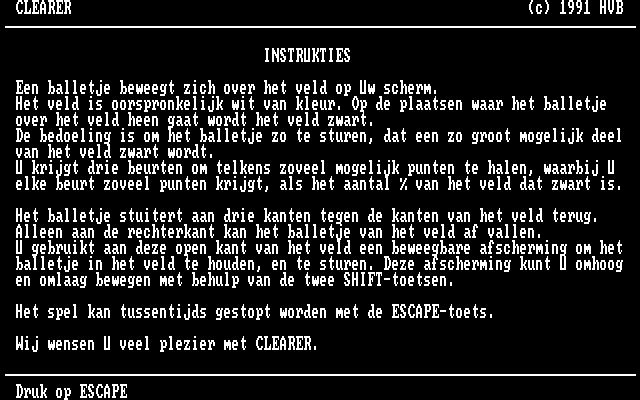 CLEARER (c) 1991 HVB
INSTRUKTIES
Een balletje beweegt zich over het veld op Uw scherm.
Het veld is oorspronkelijk wit van kleur. Op de plaatsen waar het balletje
over het veld heen gaat wordt het veld zwart.
De bedoeling is om het balletje zo te sturen, dat een zo groot mogelijk deel
van het veld zwart wordt.
U krijgt drie beurten om telkens zoveel mogelijk punten te halen, waarbij U
elke beurt zoveel punten krijgt, als het aantal % van het veld dat zwart is.
Het balletje stuitert aan drie kanten tegen de kanten van het veld terug.
Alleen aan de rechterkant kan het balletje van het veld af vallen.
U gebruikt aan deze open kant van het veld een beweegbare afscherming om het
balletje in het veld te houden, en te sturen. Deze afscherming kunt U omhoog
en omlaag bewegen met behulp van de twee SHIFT-toetsen.
Het spel kan tussentijds gestopt worden met de ESCAPE-toets.
Wij wensen U veel plezier met CLEARER.
Druk op ESCAPE